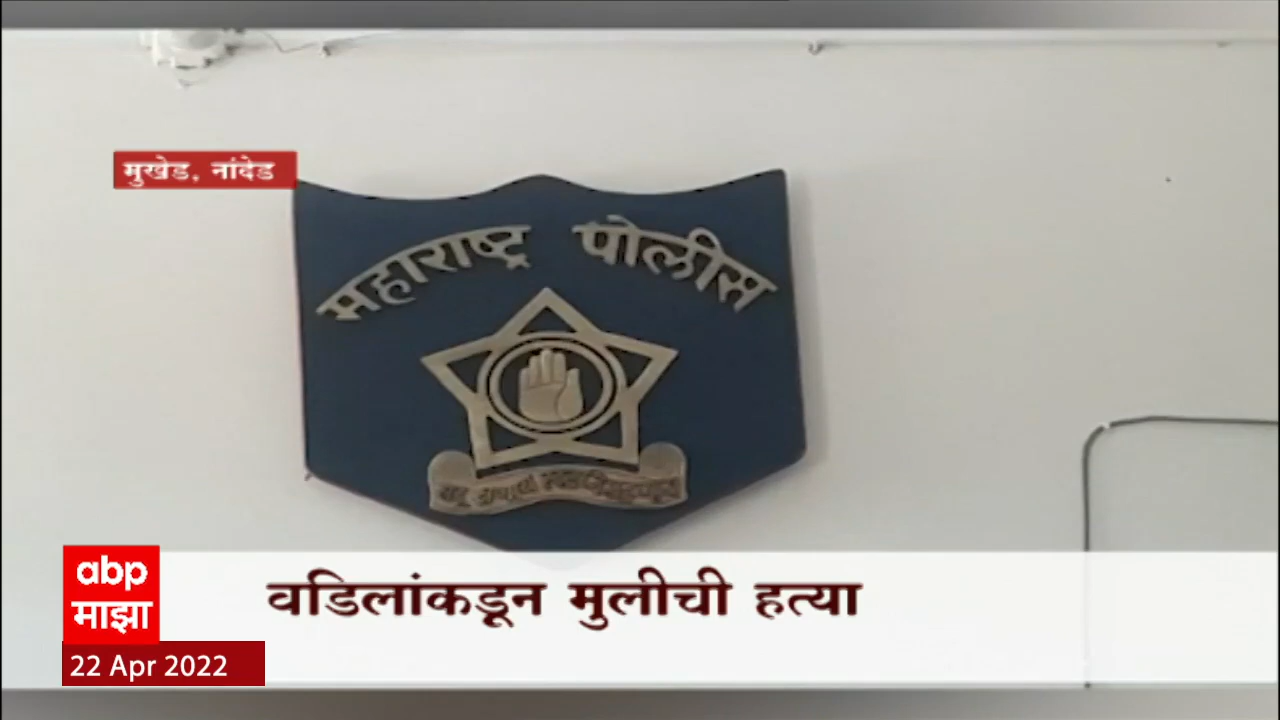 मुखेड, नांदेड
महाराष्ट्र पोलीस
abp
माझा
वडिलांकडून मुलीची हत्या
22 Apr 2022